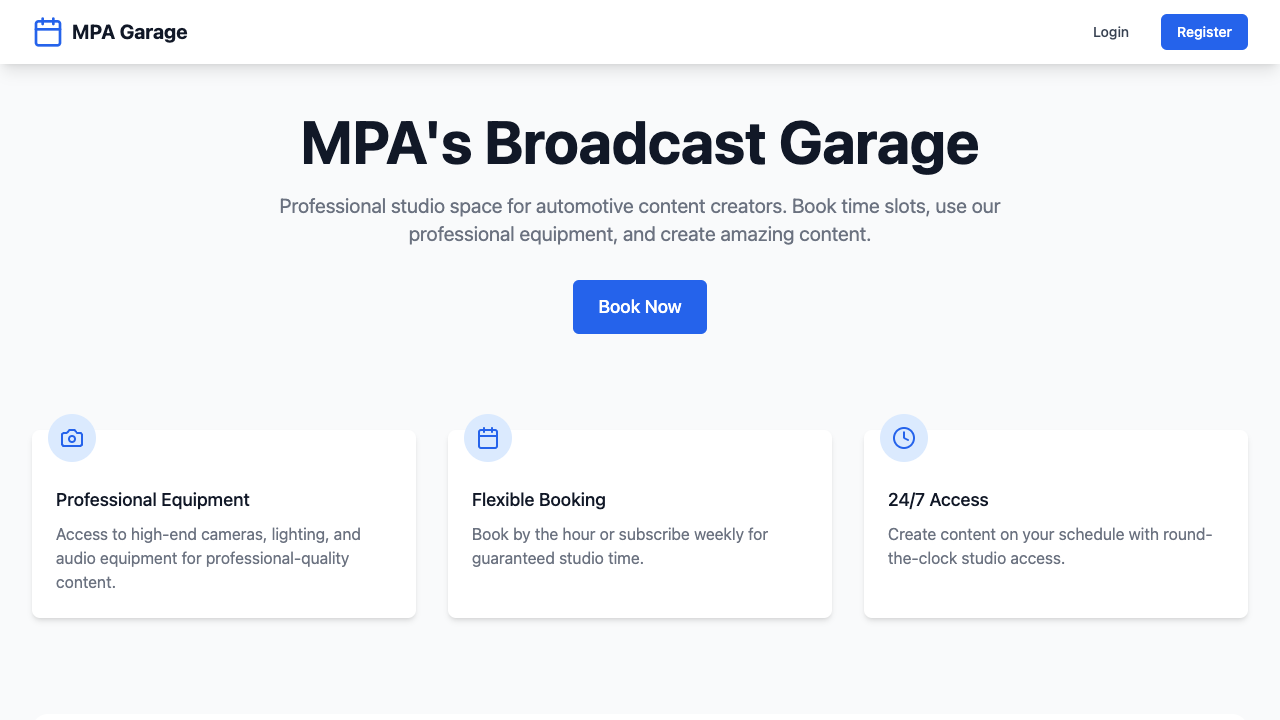 MPA Garage
Login
Register
MPA's Broadcast Garage
Professional studio space for automotive content creators. Book time slots, use our
professional equipment, and create amazing content.
Book Now
Professional Equipment
Access to high-end cameras, lighting, and
audio equipment for professional-quality
content.
Flexible Booking
Book by the hour or subscribe weekly for
guaranteed studio time.
24/7 Access
Create content on your schedule with round-
the-clock studio access.